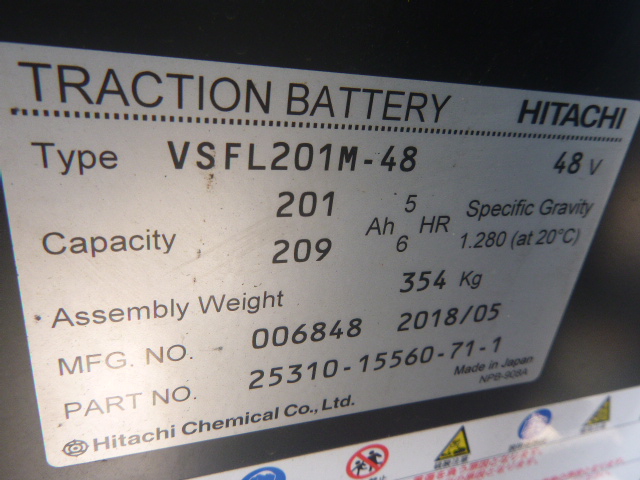 TRACTION BATTERY HITACHI
Type VSFL201M-48 48 V
Capacity 201 Ah 5 HR Specific Gravity
209 6 1.280 (at 20°C)
Assembly Weight 354 Kg
MFG. NO. 006848 2018/05
PART NO. 25310-15560-71-1 Made in Japan
NPB-908A
Hitachi Chemical Co., Ltd.